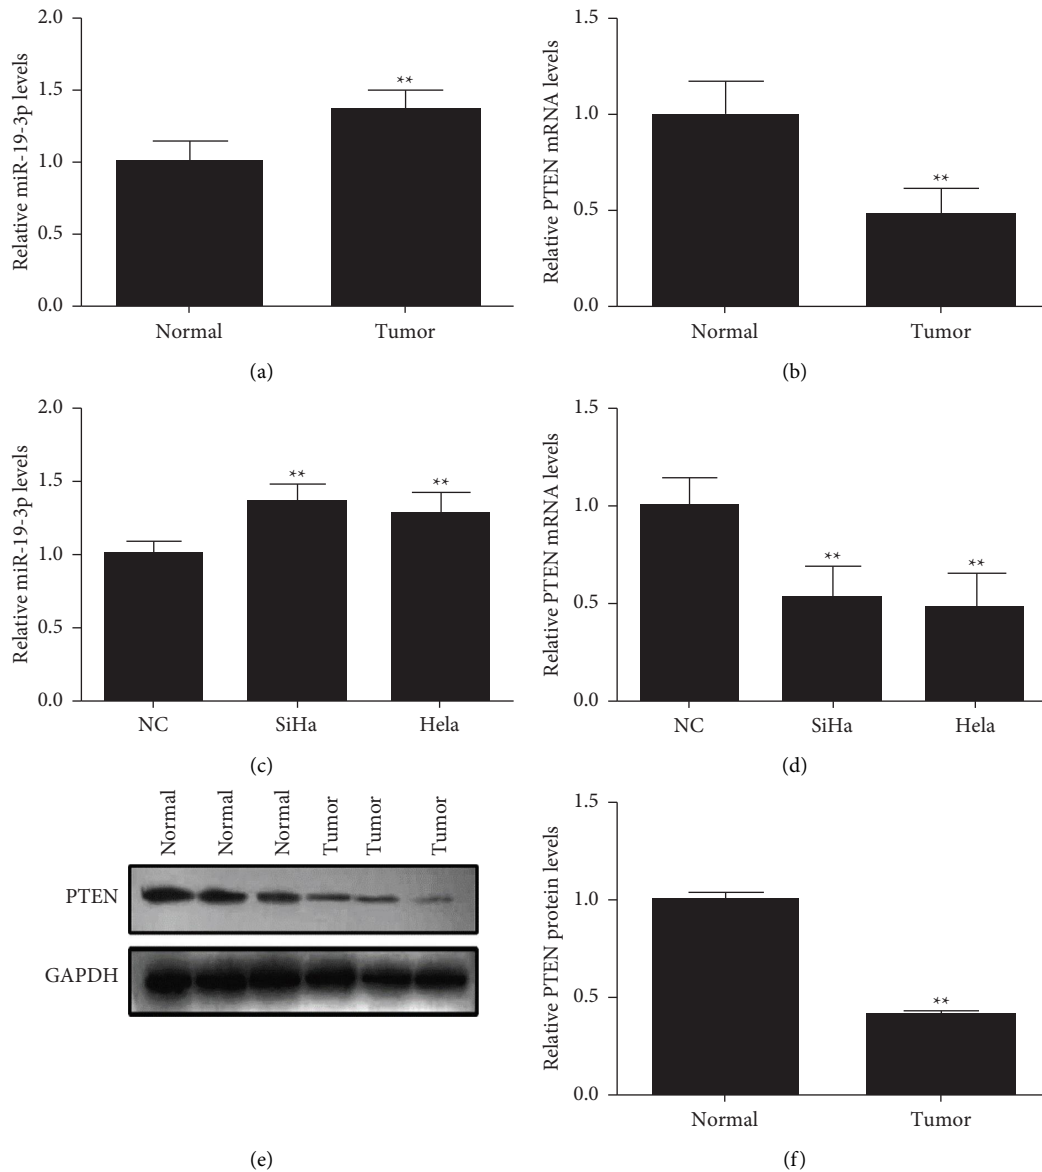 Relative miR-19-3p levels
2.0
1.5
1.0
0.5
0.0
**
Normal Tumor
(a)
Relative PTEN mRNA levels
1.5
1.0
0.5
0.0
**
Normal Tumor
(b)
Relative miR-19-3p levels
2.0
1.5
1.0
0.5
0.0
** **
NC SiHa Hela
(c)
Relative PTEN mRNA levels
1.5
1.0
0.5
0.0
** **
NC SiHa Hela
(d)
Normal Normal Normal Tumor Tumor Tumor
PTEN
GAPDH
(e)
Relative PTEN protein levels
1.5
1.0
0.5
0.0
**
Normal Tumor
(f)